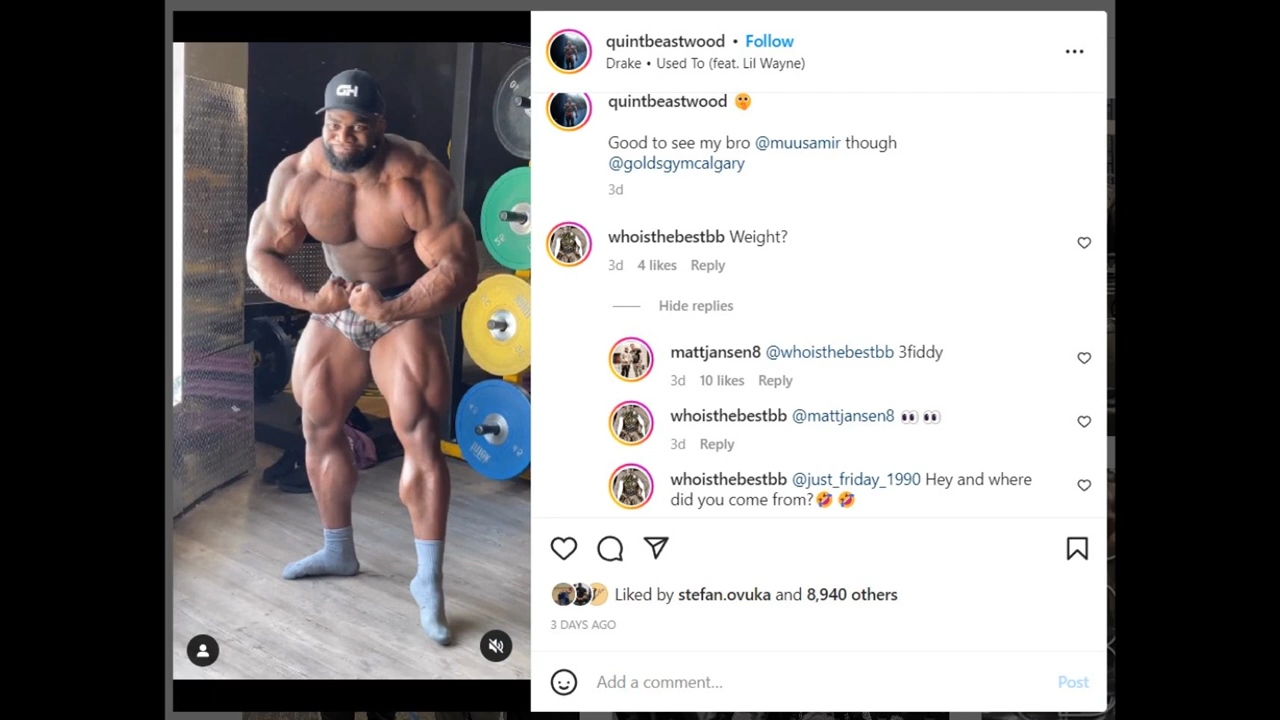 GH
quintbeastwood • Follow
Drake • Used To (feat. Lil Wayne)
quintbeastwood 🤫
Good to see my bro @muusamir though
@goldsgymcalgary
3d
whoisthebestbb Weight?
3d 4 likes Reply
Hide replies
mattjansen8 @whoisthebestbb 3fiddy
3d 10 likes Reply
whoisthebestbb @mattjansen8 👀 👀
3d Reply
whoisthebestbb @just_friday_1990 Hey and where
did you come from?🤣 🤣
Liked by stefan.ovuka and 8,940 others
3 DAYS AGO
Add a comment...
Post